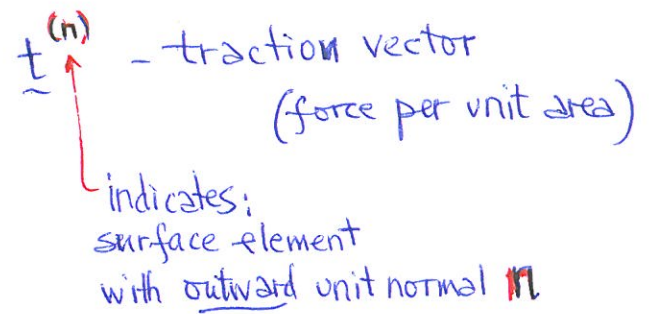 t^(n) - traction vector
(force per unit area)
indicates:
surface element
with outward unit normal n